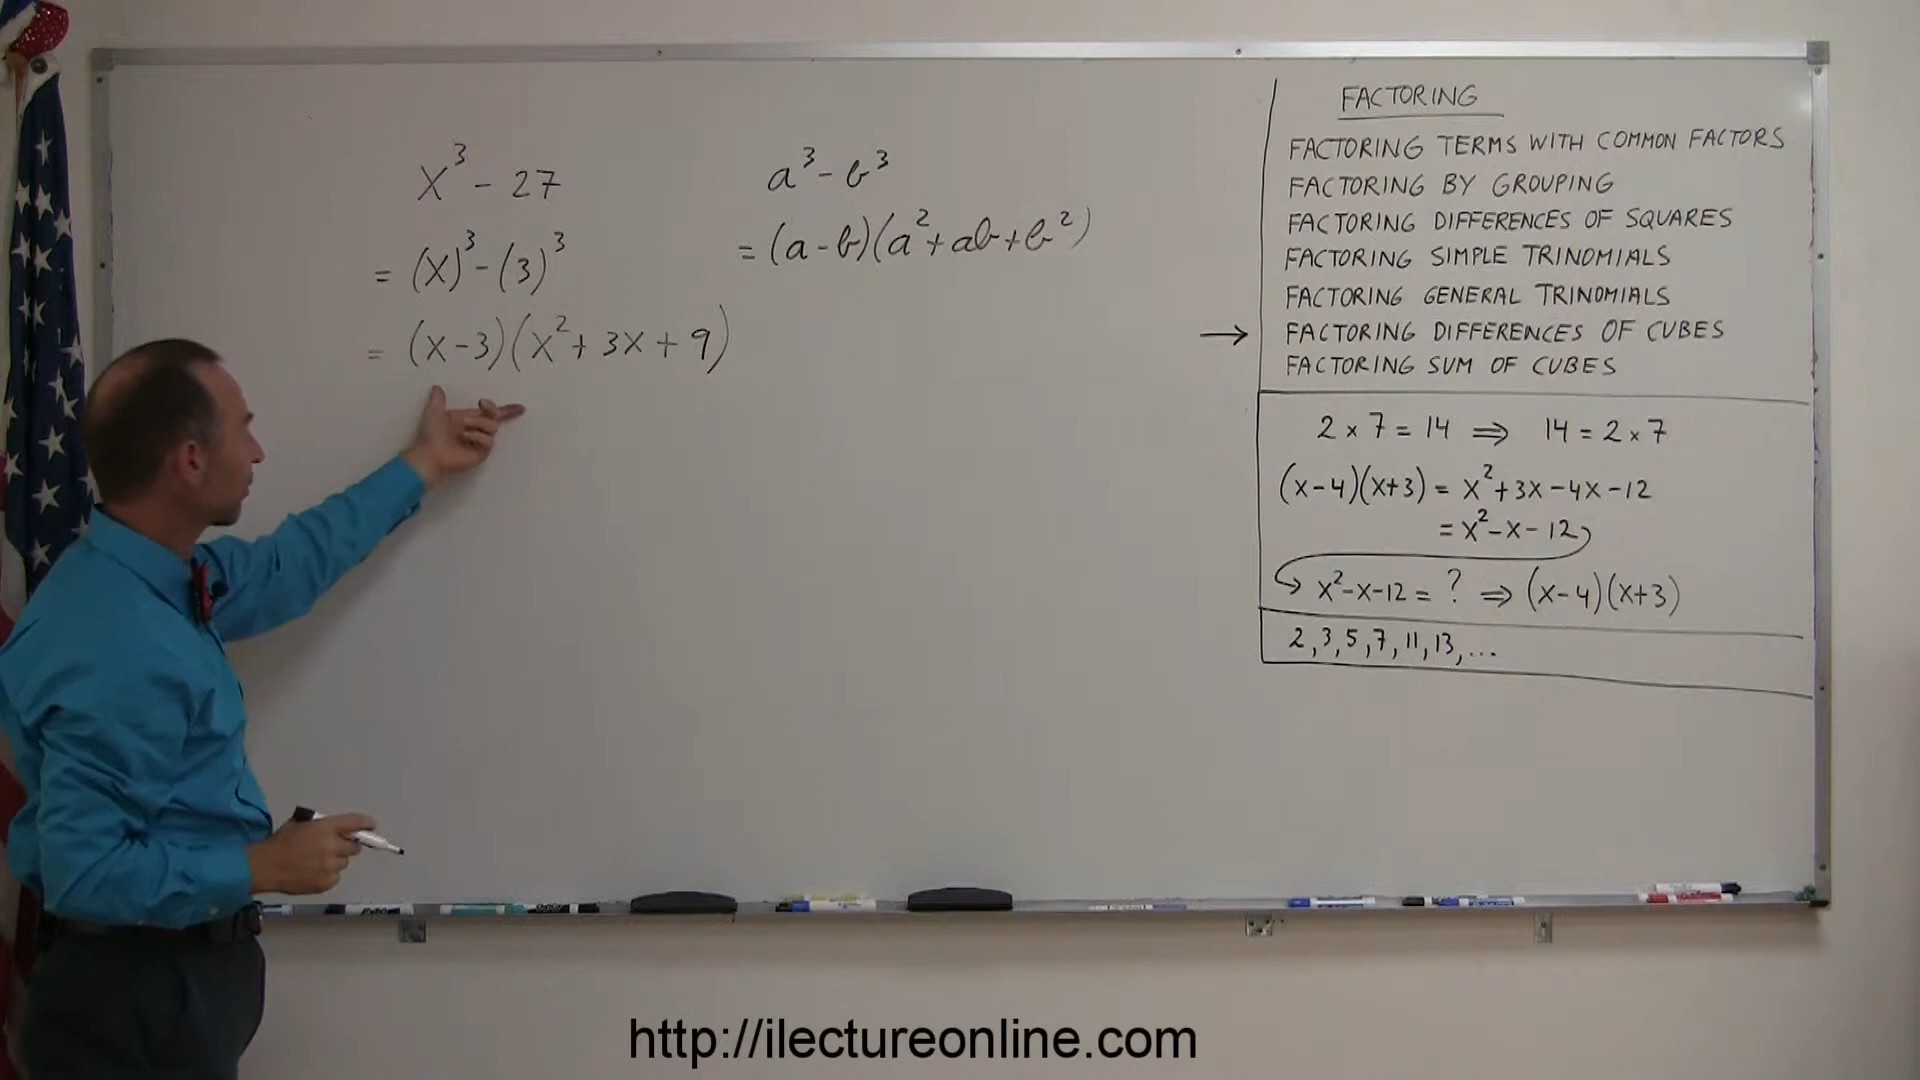 x³ - 27
= (x)³ - (3)³
= (x-3)(x² + 3x + 9)
a³ - b³
= (a-b)(a² + ab + b²)
FACTORING
FACTORING TERMS WITH COMMON FACTORS
FACTORING BY GROUPING
FACTORING DIFFERENCES OF SQUARES
FACTORING SIMPLE TRINOMIALS
FACTORING GENERAL TRINOMIALS
→ FACTORING DIFFERENCES OF CUBES
FACTORING SUM OF CUBES
2 × 7 = 14 ⇒ 14 = 2 × 7
(x-4)(x+3) = x² + 3x - 4x - 12
= x² - x - 12
x² - x - 12 = ? ⇒ (x-4)(x+3)
2, 3, 5, 7, 11, 13, ...
http://ilectureonline.com